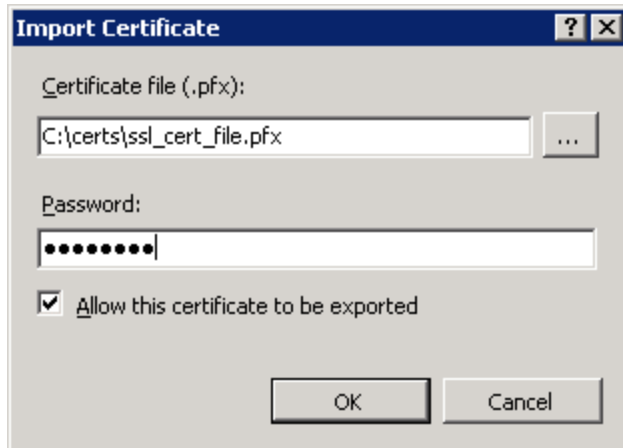 Import Certificate
Certificate file (.pfx):
C:\certs\ssl_cert_file.pfx
...
Password:
●●●●●●●●
Allow this certificate to be exported
OK Cancel